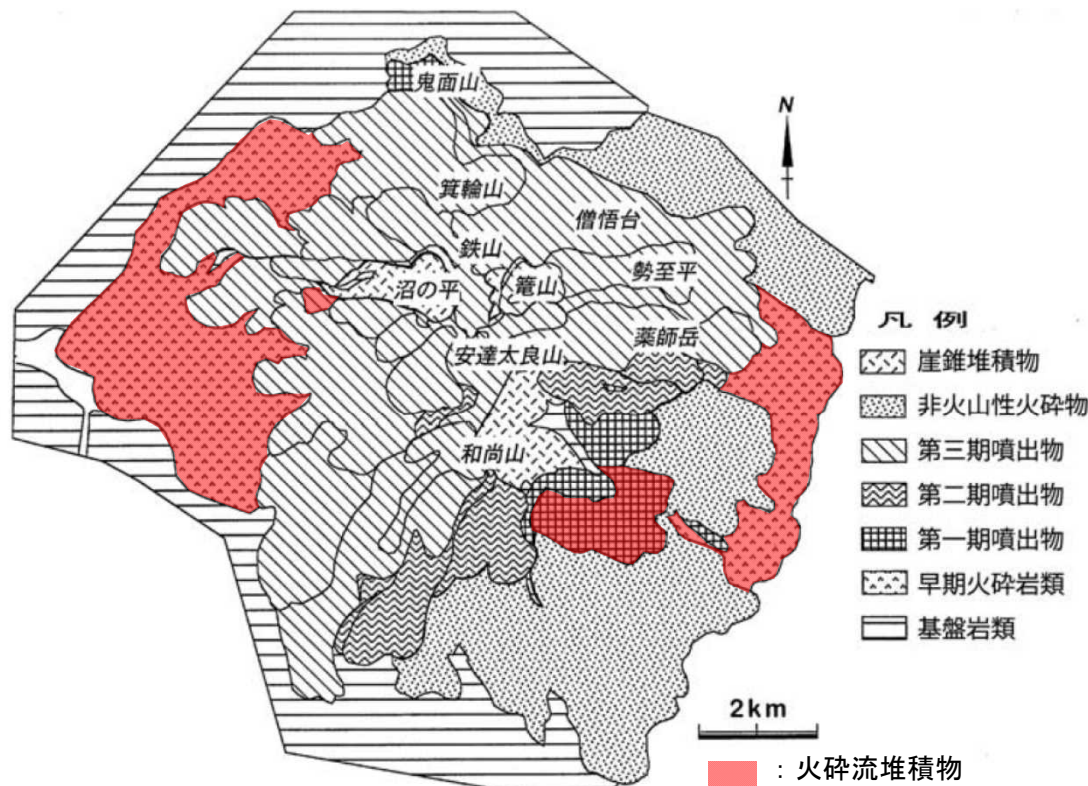 鬼面山
N
箕輪山
僧悟台
鉄山
勢至平
沼の平
篭山
薬師岳
安達太良山
和尚山
凡例
崖錐堆積物
非火山性火砕物
第三期噴出物
第二期噴出物
第一期噴出物
早期火砕岩類
基盤岩類
2km
：火砕流堆積物